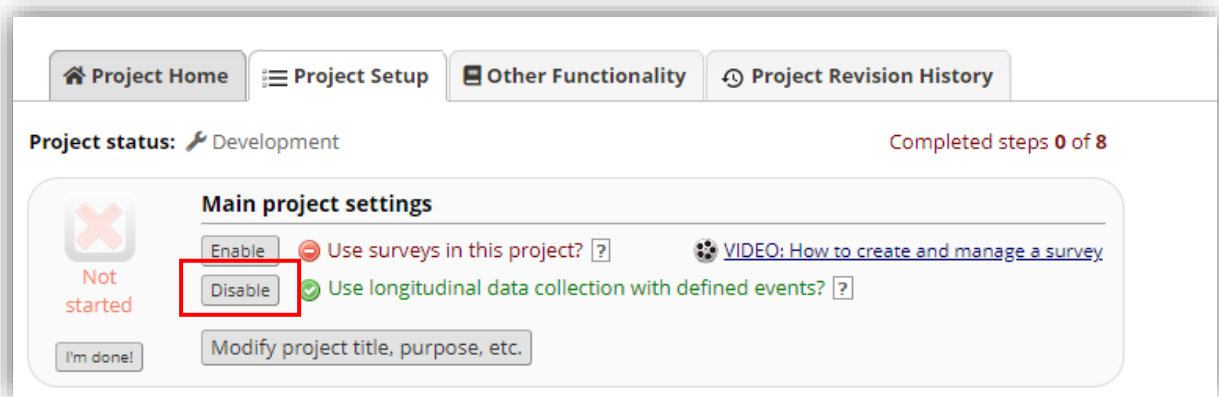 Project Home Project Setup Other Functionality Project Revision History
Project status: Development Completed steps 0 of 8
Main project settings
Enable Use surveys in this project? ? VIDEO: How to create and manage a survey
Not
started
Disable Use longitudinal data collection with defined events? ?
I'm done!
Modify project title, purpose, etc.